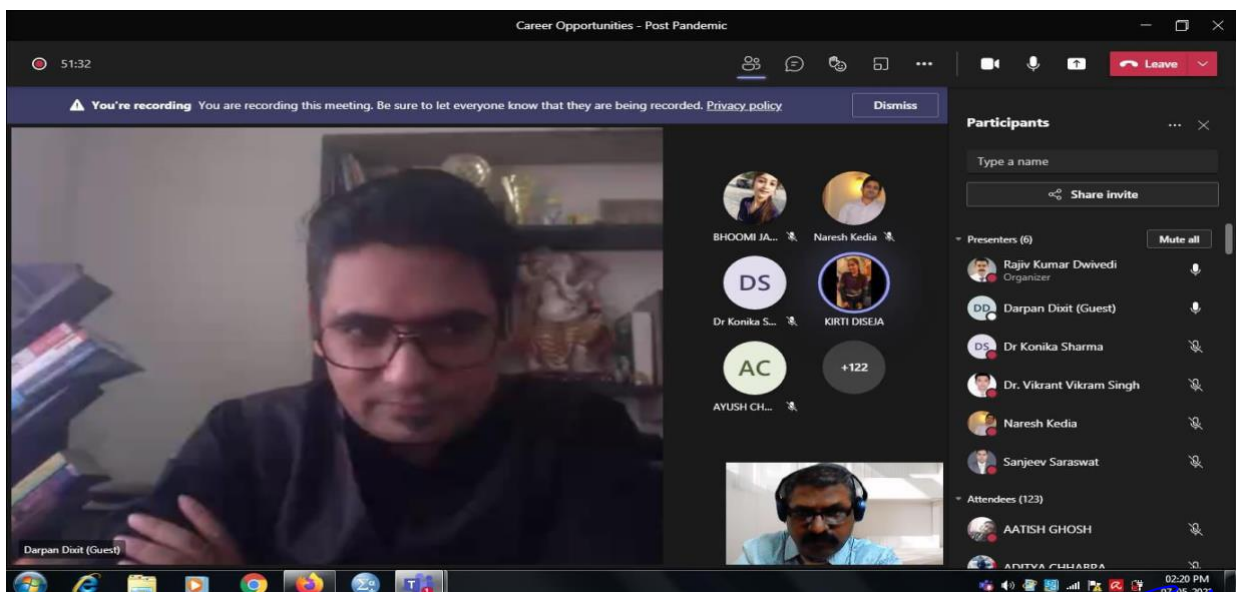 Career Opportunities - Post Pandemic
51:32
Leave
You're recording You are recording this meeting. Be sure to let everyone know that they are being recorded. Privacy policy
Dismiss
Participants
Type a name
Share invite
Presenters (6)
Mute all
Rajiv Kumar Dwivedi
Organizer
DD
Darpan Dixit (Guest)
DS
Dr Konika Sharma
Dr. Vikrant Vikram Singh
Naresh Kedia
Sanjeev Saraswat
Attendees (123)
AATISH GHOSH
ADITYA CHHABRA
BHOOMI JA...
Naresh Kedia
DS
Dr Konika S...
KIRTI DISEJA
AC
AYUSH CH...
+122
Darpan Dixit (Guest)
02:20 PM